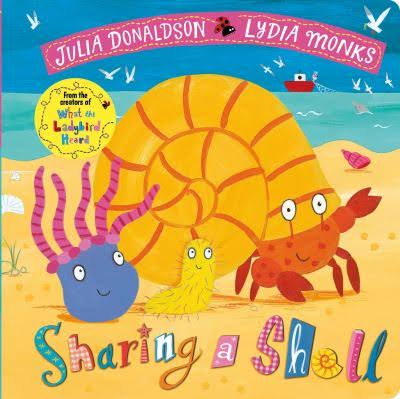 JULIA DONALDSON LYDIA MONKS
From the
creators of
What the
Ladybird
Heard
Sharing a Shell